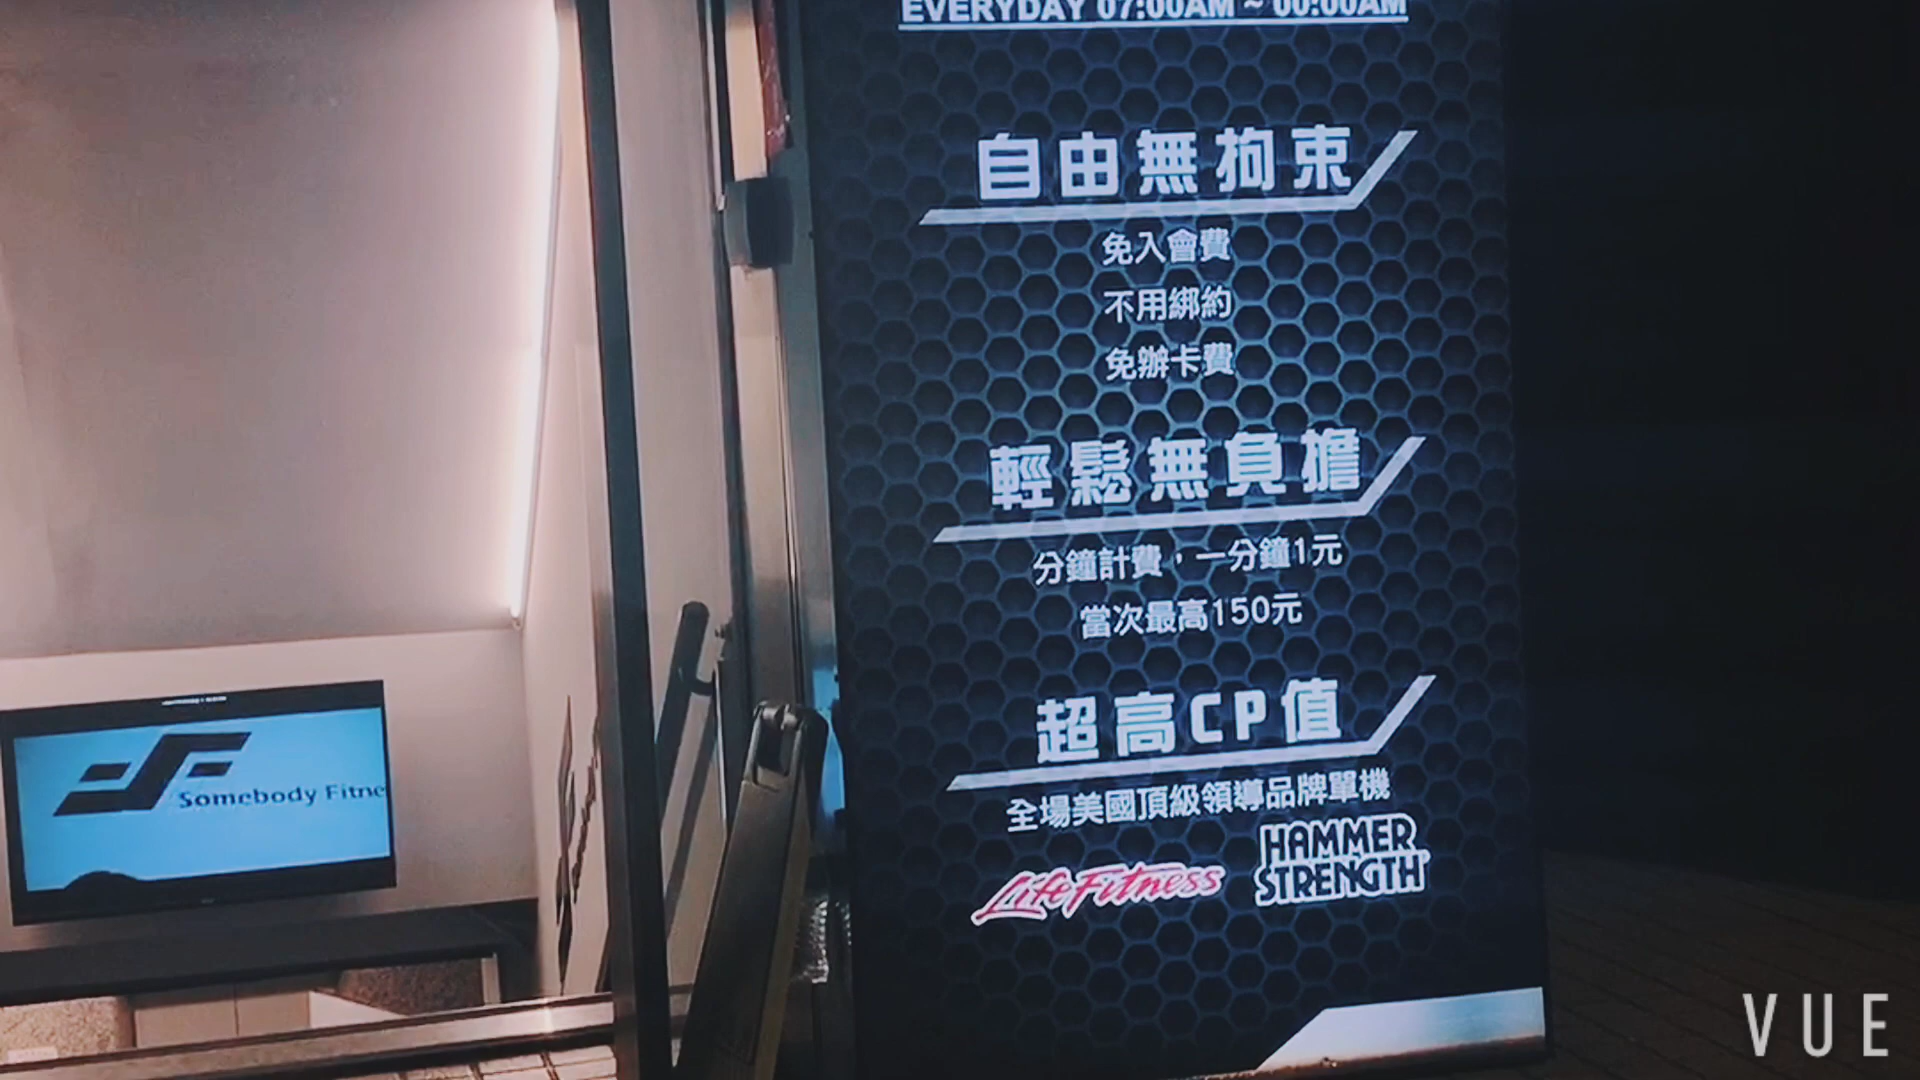 EVERYDAY 07:00AM ~ 00:00AM
自由無拘束
免入會費
不用綁約
免辦卡費
輕鬆無負擔
分鐘計費，一分鐘1元
當次最高150元
超高CP值
全場美國頂級領導品牌單機
Life Fitness
HAMMER
STRENGTH
Somebody Fitne
VUE